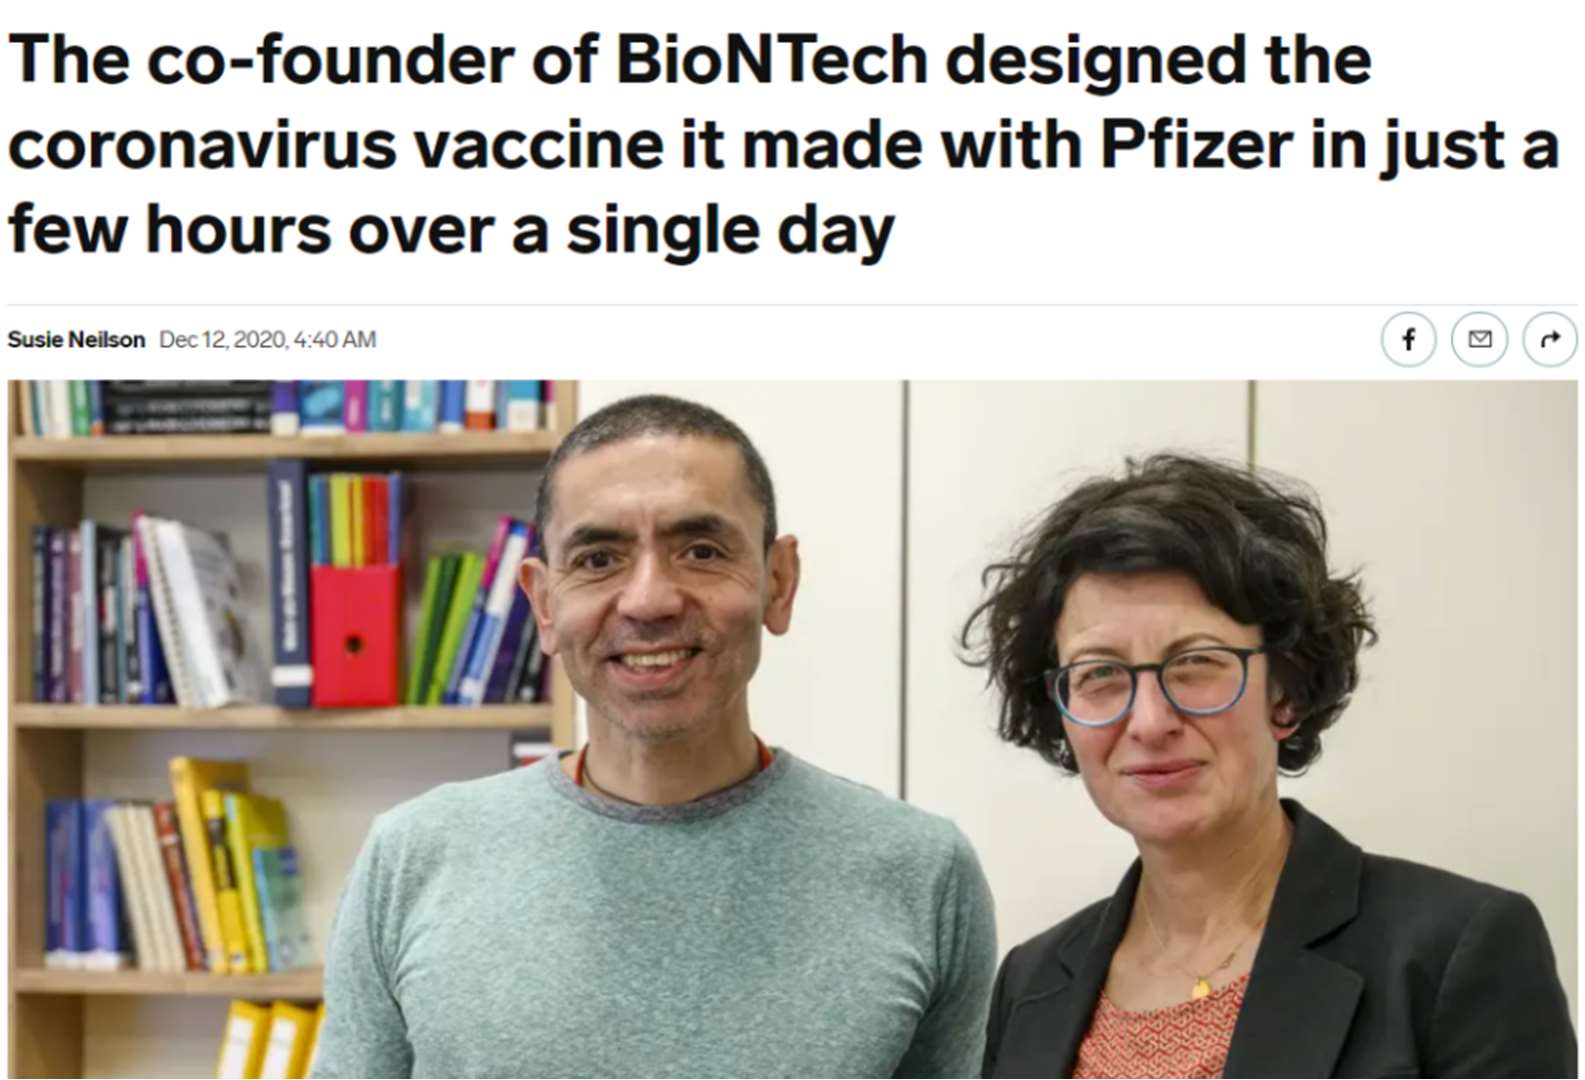 The co-founder of BioNTech designed the
coronavirus vaccine it made with Pfizer in just a
few hours over a single day
Susie Neilson Dec 12, 2020, 4:40 AM